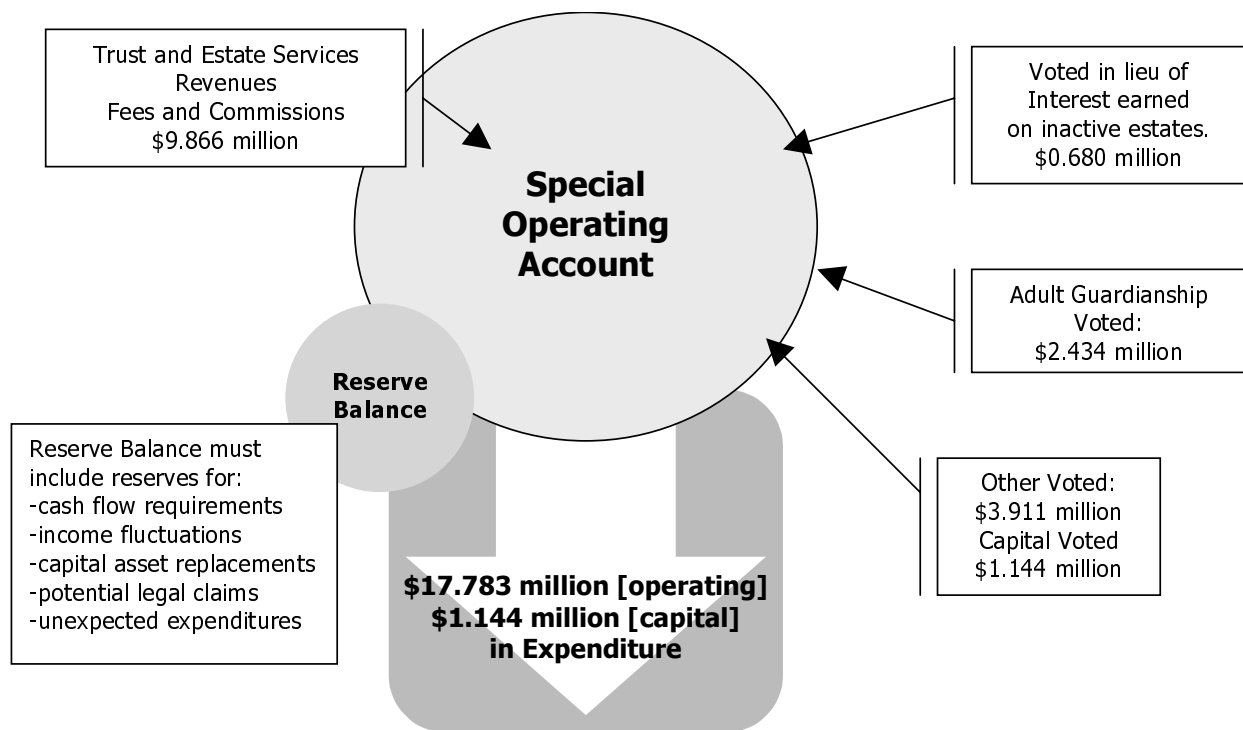 Trust and Estate Services
Revenues
Fees and Commissions
$9.866 million
Voted in lieu of
Interest earned
on inactive estates.
$0.680 million
Special
Operating
Account
Adult Guardianship
Voted:
$2.434 million
Reserve
Balance
Reserve Balance must
include reserves for:
-cash flow requirements
-income fluctuations
-capital asset replacements
-potential legal claims
-unexpected expenditures
Other Voted:
$3.911 million
Capital Voted
$1.144 million
$17.783 million [operating]
$1.144 million [capital]
in Expenditure